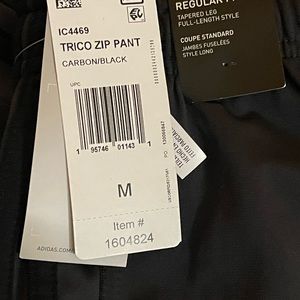 IC4469
TRICO ZIP PANT
CARBON/BLACK
UPC
1 95746 01143 1
M
Item #
1604824
REGULAR
TAPERED LEG
FULL-LENGTH STYLE
COUPE STANDARD
JAMBES FUSELÉES
STYLE LONG
ADIDAS.COM